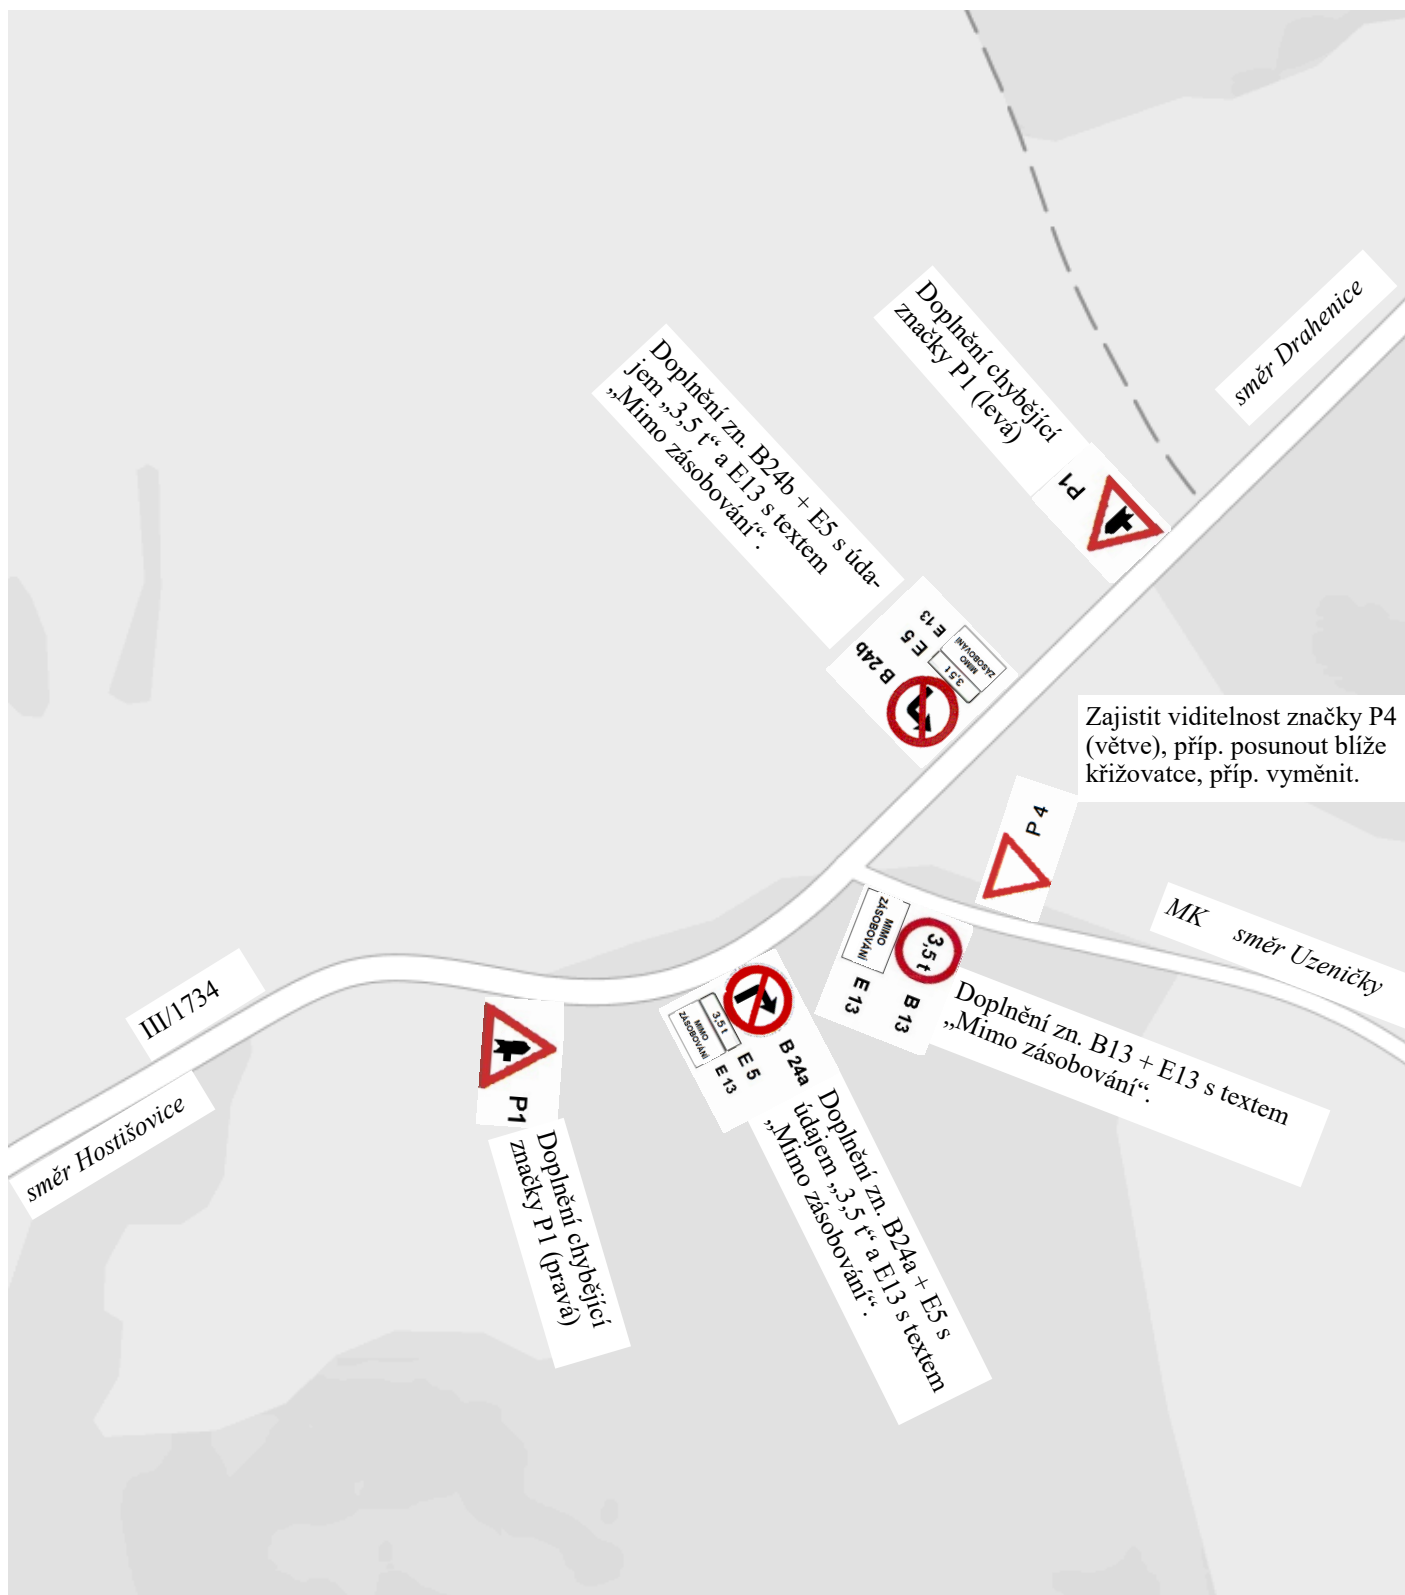 směr Drahenice
Doplnění chybějící
značky P1 (levá)
P1
Doplnění zn. B24b + E5 s úda-
jem „3,5 t“ a E13 s textem
„Mimo zásobování“.
B 24b
E 5
E 13
3,5 t
MIMO
ZÁSOBOVÁNÍ
Zajistit viditelnost značky P4
(větve), příp. posunout blíže
křižovatce, příp. vyměnit.
P 4
MK směr Uzeničky
MIMO
ZÁSOBOVÁNÍ
3,5 t
E 13
B 13
Doplnění zn. B13 + E13 s textem
„Mimo zásobování“.
III/1734
směr Hostišovice
P1
Doplnění chybějící
značky P1 (pravá)
3,5 t
MIMO
ZÁSOBOVÁNÍ
B 24a
E 5
E 13
Doplnění zn. B24a + E5 s
údajem „3,5 t“ a E13 s textem
„Mimo zásobování“.